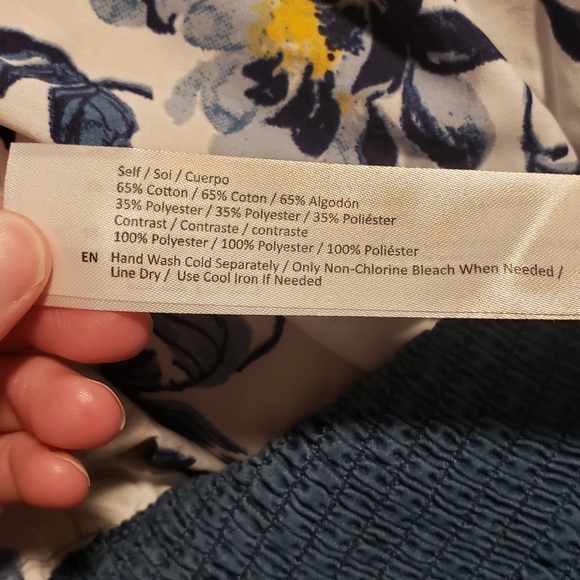 Self / Soi / Cuerpo
65% Cotton / 65% Coton / 65% Algodón
35% Polyester / 35% Polyester / 35% Poliéster
Contrast / Contraste / contraste
100% Polyester / 100% Polyester / 100% Poliéster
EN Hand Wash Cold Separately / Only Non-Chlorine Bleach When Needed /
Line Dry / Use Cool Iron If Needed